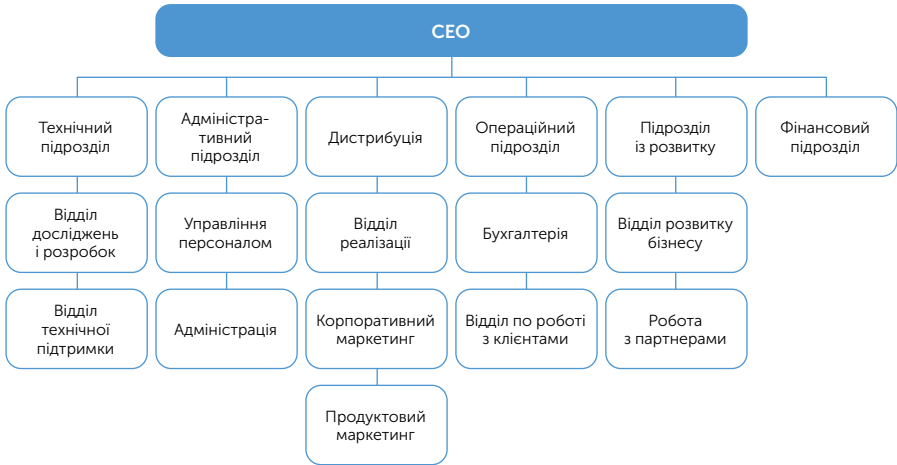 CEO
Технічний
підрозділ
Адміністра-
тивний
підрозділ
Дистрибуція
Операційний
підрозділ
Підрозділ
із розвитку
Фінансовий
підрозділ
Відділ
досліджень
і розробок
Управління
персоналом
Відділ
реалізації
Бухгалтерія
Відділ розвитку
бізнесу
Відділ
технічної
підтримки
Адміністрація
Корпоративний
маркетинг
Відділ по роботі
з клієнтами
Робота
з партнерами
Продуктовий
маркетинг